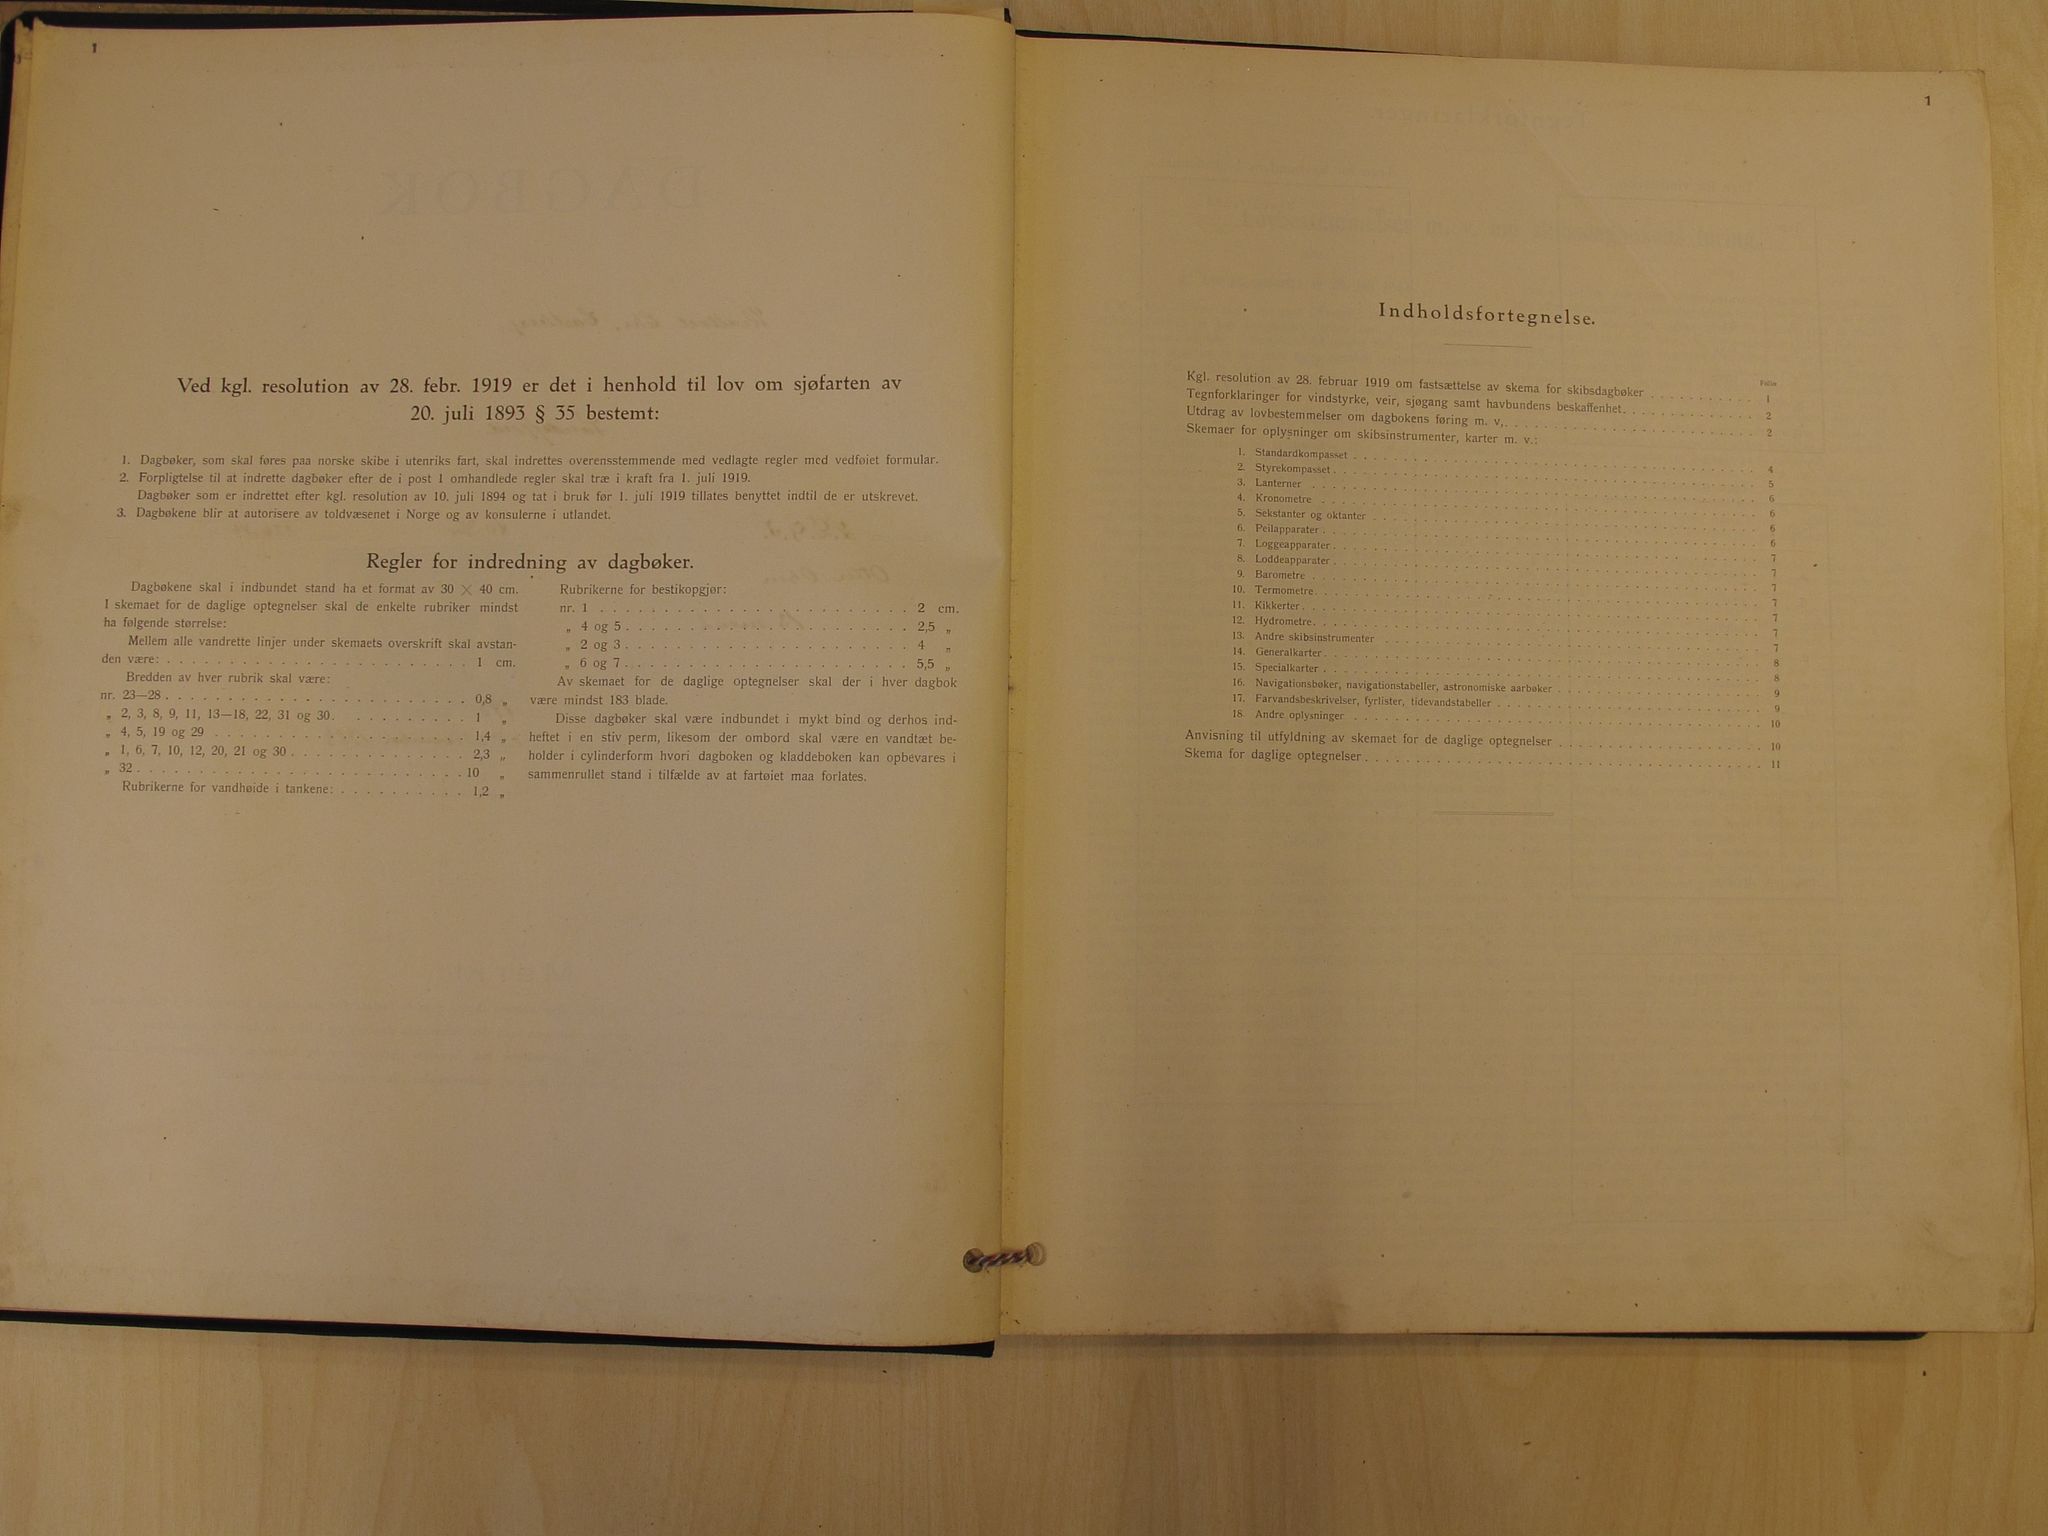 1
Ved kgl. resolution av 28. febr. 1919 er det i henhold til lov om sjøfarten av
20. juli 1893 § 35 bestemt:
1. Dagbøker, som skal føres paa norske skibe i utenriks fart, skal indrettes overensstemmende med vedlagte regler med vedføiet formular.
2. Forpligtelse til at indrette dagbøker efter de i post 1 omhandlede regler skal træ i kraft fra 1. juli 1919.
Dagbøker som er indrettet efter kgl. resolution av 10. juli 1894 og tat i bruk før 1. juli 1919 tillates benyttet indtil de er utskrevet.
3. Dagbøkene blir at autorisere av toldvæsenet i Norge og av konsulerne i utlandet.
Regler for indredning av dagbøker.
Dagbøkene skal i indbundet stand ha et format av 30 × 40 cm.
I skemaet for de daglige optegnelser skal de enkelte rubriker mindst
ha følgende størrelse:
Mellem alle vandrette linjer under skemaets overskrift skal avstan-
den være: . . . . . . . . . . . . . . . . . . . . . . . . 1 cm.
Bredden av hver rubrik skal være:
nr. 23—28 . . . . . . . . . . . . . . . . . . . . . . . . 0,8 „
„ 2, 3, 8, 9, 11, 13—18, 22, 31 og 30. . . . . . . . . . 1 „
„ 4, 5, 19 og 29 . . . . . . . . . . . . . . . . . . . . 1,4 „
„ 1, 6, 7, 10, 12, 20, 21 og 30 . . . . . . . . . . . . . 2,3 „
„ 32. . . . . . . . . . . . . . . . . . . . . . . . . . 10 „
Rubrikerne for vandhøide i tankene: . . . . . . . . . . 1,2 „
Rubrikerne for bestikopgjør:
nr. 1 . . . . . . . . . . . . . . . . . . . . . . . . 2 cm.
„ 4 og 5 . . . . . . . . . . . . . . . . . . . . . . 2,5 „
„ 2 og 3 . . . . . . . . . . . . . . . . . . . . . . 4 „
„ 6 og 7 . . . . . . . . . . . . . . . . . . . . . . 5,5 „
Av skemaet for de daglige optegnelser skal der i hver dagbok
være mindst 183 blade.
Disse dagbøker skal være indbundet i mykt bind og derhos ind-
heftet i en stiv perm, likesom der ombord skal være en vandtæt be-
holder i cylinderform hvori dagboken og kladdeboken kan opbevares i
sammenrullet stand i tilfælde av at fartøiet maa forlates.
1
Indholdsfortegnelse.
Folio
Kgl. resolution av 28. februar 1919 om fastsættelse av skema for skibsdagbøker . . . . . . . . . . 1
Tegnforklaringer for vindstyrke, veir, sjøgang samt havbundens beskaffenhet. . . . . . . . . . . . 2
Utdrag av lovbestemmelser om dagbokens føring m. v. . . . . . . . . . . . . . . . . . . . . 2
Skemaer for oplysninger om skibsinstrumenter, karter m. v.:
1. Standardkompasset . . . . . . . . . . . . . . . . . . . . 4
2. Styrekompasset . . . . . . . . . . . . . . . . . . . . 5
3. Lanterner . . . . . . . . . . . . . . . . . . . . 6
4. Kronometre . . . . . . . . . . . . . . . . . . . . 6
5. Sekstanter og oktanter . . . . . . . . . . . . . . . . . . . . 6
6. Peilapparater . . . . . . . . . . . . . . . . . . . . 6
7. Loggeapparater . . . . . . . . . . . . . . . . . . . . 7
8. Loddeapparater . . . . . . . . . . . . . . . . . . . . 7
9. Barometre . . . . . . . . . . . . . . . . . . . . 7
10. Termometre . . . . . . . . . . . . . . . . . . . . 7
11. Kikkerter . . . . . . . . . . . . . . . . . . . . 7
12. Hydrometre . . . . . . . . . . . . . . . . . . . . 7
13. Andre skibsinstrumenter . . . . . . . . . . . . . . . . . . . . 7
14. Generalkarter . . . . . . . . . . . . . . . . . . . . 8
15. Specialkarter . . . . . . . . . . . . . . . . . . . . 8
16. Navigationsbøker, navigationstabeller, astronomiske aarbøker . . . . . . . . . . 9
17. Farvandsbeskrivelser, fyrlister, tidevandstabeller . . . . . . . . . . 9
18. Andre oplysninger . . . . . . . . . . . . . . . . . . . . 10
Anvisning til utfyldning av skemaet for de daglige optegnelser . . . . . . . . . . . . . . . 10
Skema for daglige optegnelser . . . . . . . . . . . . . . . . . . . . 11